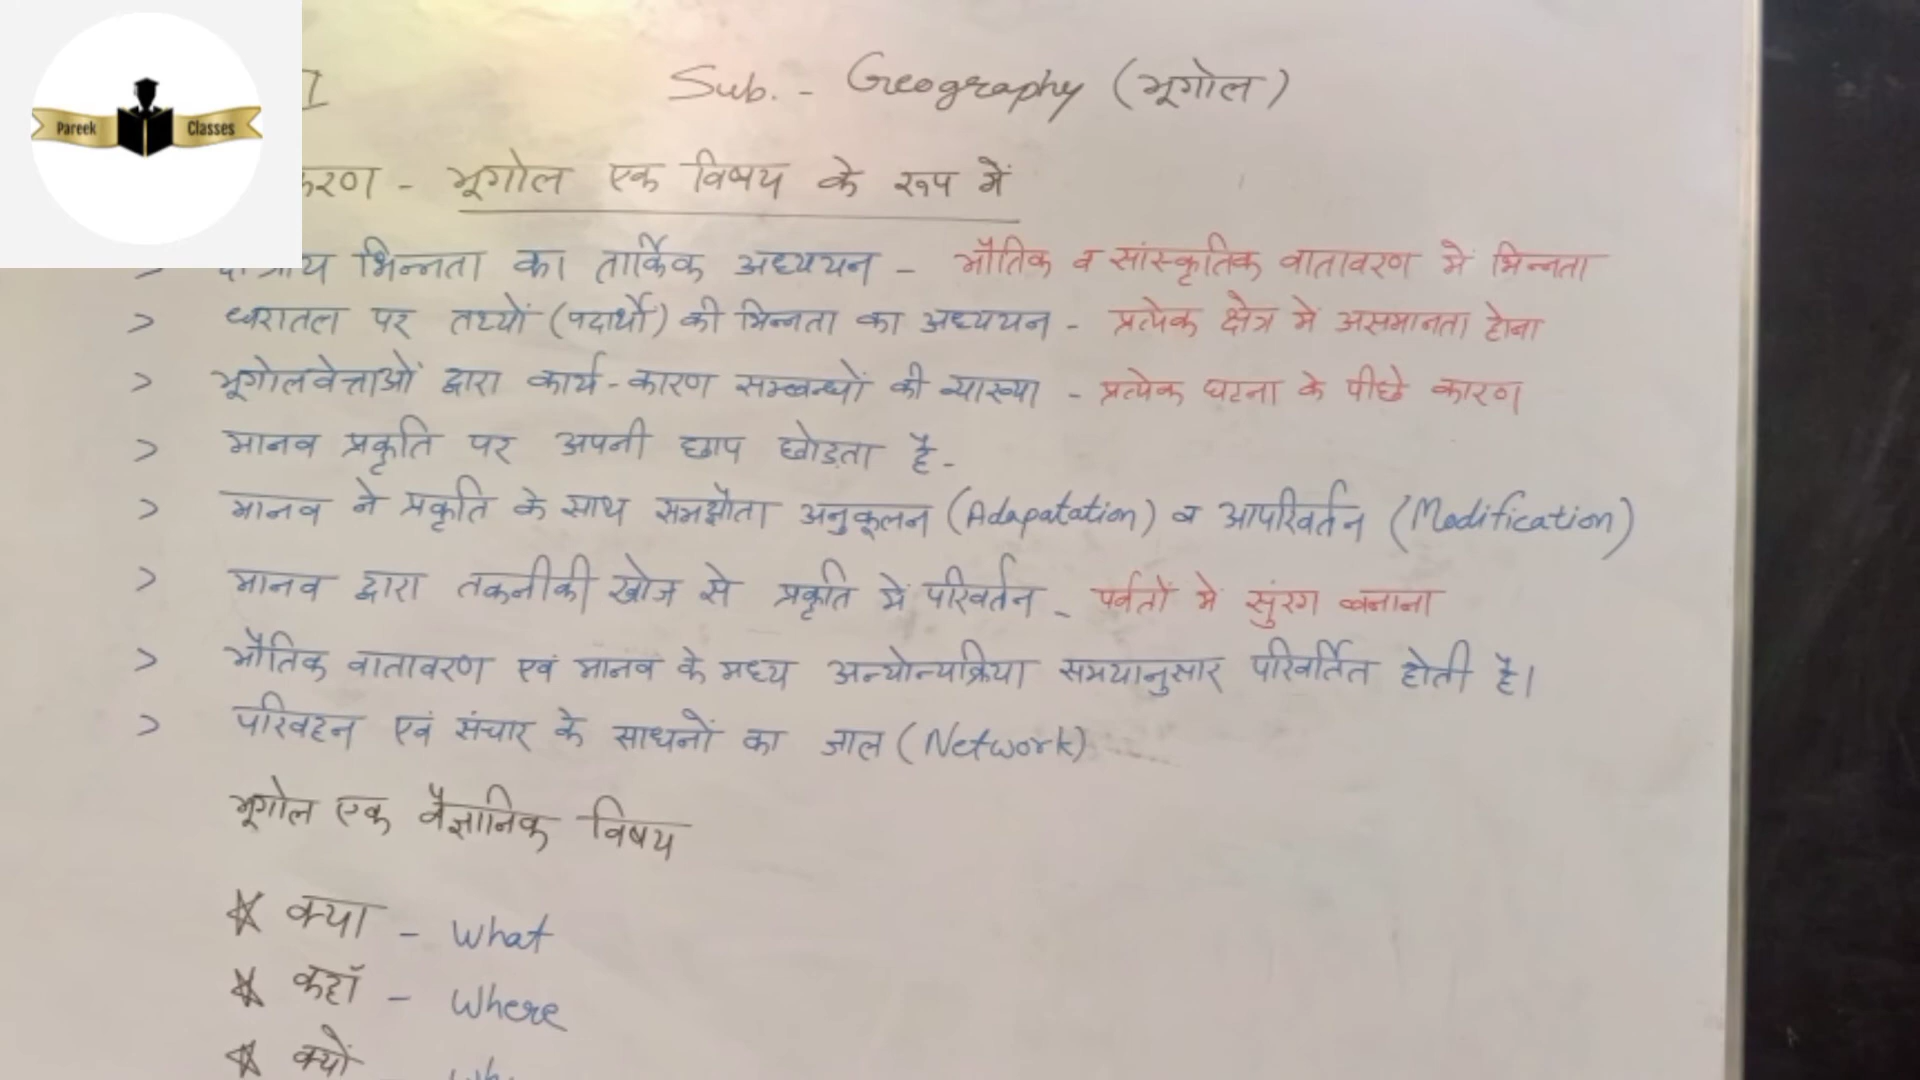 Pareek Classes
I Sub. - Geography (भूगोल)
करण - भूगोल एक विषय के रूप में
भिन्नता का तार्किक अध्ययन - भौतिक व सांस्कृतिक वातावरण में भिन्नता
> धरातल पर तथ्यों (पदार्थों) की भिन्नता का अध्ययन - प्रत्येक क्षेत्र में असमानता होना
> भूगोलवेत्ताओं द्वारा कार्य-कारण सम्बन्धों की व्याख्या - प्रत्येक घटना के पीछे कारण
> मानव प्रकृति पर अपनी छाप छोड़ता है -
> मानव ने प्रकृति के साथ समझौता अनुकूलन (Adapatation) व आपरिवर्तन (Modification)
> मानव द्वारा तकनीकी खोज से प्रकृति में परिवर्तन - पर्वतों में सुंरग बनाना
> भौतिक वातावरण एवं मानव के मध्य अन्योन्यक्रिया समयानुसार परिवर्तित होती है।
> परिवहन एवं संचार के साधनों का जाल (Network)
भूगोल एक वैज्ञानिक विषय
★ क्या - What
★ कहाँ - Where
★ क्यों